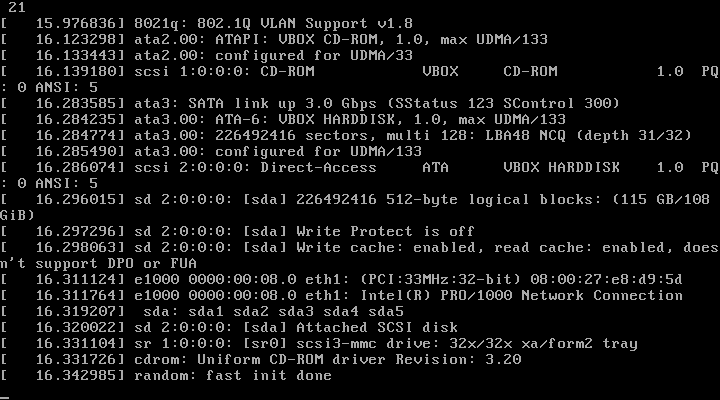 21
[   15.976836] 8021q: 802.1Q VLAN Support v1.8
[   16.123298] ata2.00: ATAPI: VBOX CD-ROM, 1.0, max UDMA/133
[   16.133443] ata2.00: configured for UDMA/33
[   16.139180] scsi 1:0:0:0: CD-ROM            VBOX     CD-ROM           1.0  PQ
: 0 ANSI: 5
[   16.283585] ata3: SATA link up 3.0 Gbps (SStatus 123 SControl 300)
[   16.284235] ata3.00: ATA-6: VBOX HARDDISK, 1.0, max UDMA/133
[   16.284774] ata3.00: 226492416 sectors, multi 128: LBA48 NCQ (depth 31/32)
[   16.285490] ata3.00: configured for UDMA/133
[   16.286074] scsi 2:0:0:0: Direct-Access     ATA      VBOX HARDDISK    1.0  PQ
: 0 ANSI: 5
[   16.296015] sd 2:0:0:0: [sda] 226492416 512-byte logical blocks: (115 GB/108
GiB)
[   16.297296] sd 2:0:0:0: [sda] Write Protect is off
[   16.298063] sd 2:0:0:0: [sda] Write cache: enabled, read cache: enabled, does
n't support DPO or FUA
[   16.311124] e1000 0000:00:08.0 eth1: (PCI:33MHz:32-bit) 08:00:27:e8:d9:5d
[   16.311764] e1000 0000:00:08.0 eth1: Intel(R) PRO/1000 Network Connection
[   16.319207]  sda: sda1 sda2 sda3 sda4 sda5
[   16.320022] sd 2:0:0:0: [sda] Attached SCSI disk
[   16.331104] sr 1:0:0:0: [sr0] scsi3-mmc drive: 32x/32x xa/form2 tray
[   16.331726] cdrom: Uniform CD-ROM driver Revision: 3.20
[   16.342985] random: fast init done